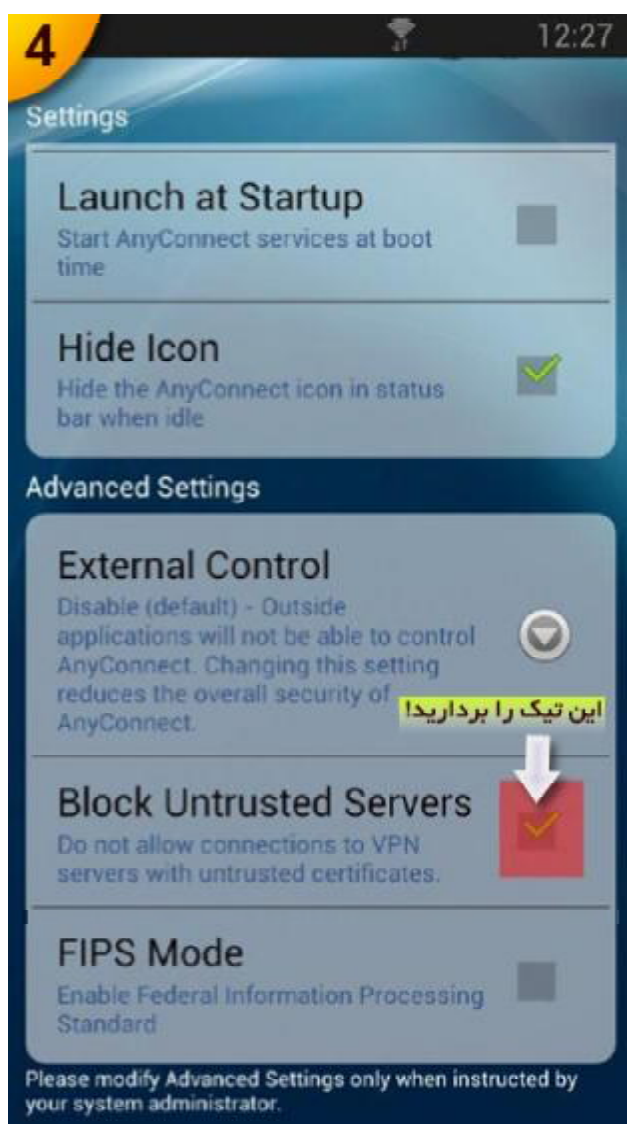 4
12:27
Settings
Launch at Startup
Start AnyConnect services at boot
time
Hide Icon
Hide the AnyConnect icon in status
bar when idle
Advanced Settings
External Control
Disable (default) - Outside
applications will not be able to control
AnyConnect. Changing this setting
reduces the overall security of
AnyConnect.
این تیک را بردارید!
Block Untrusted Servers
Do not allow connections to VPN
servers with untrusted certificates.
FIPS Mode
Enable Federal Information Processing
Standard
Please modify Advanced Settings only when instructed by
your system administrator.